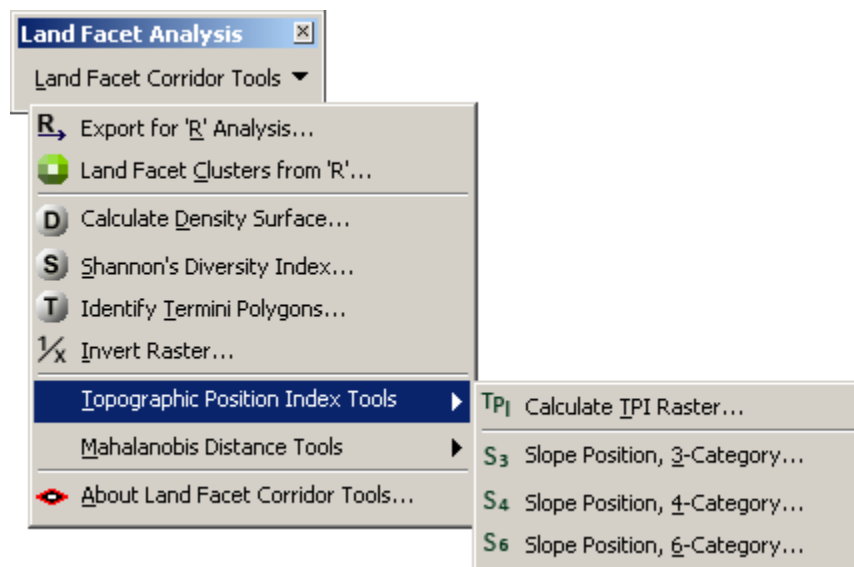 Land Facet Analysis
Land Facet Corridor Tools
R Export for 'R' Analysis...
Land Facet Clusters from 'R'...
D Calculate Density Surface...
S Shannon's Diversity Index...
T Identify Termini Polygons...
1/x Invert Raster...
Topographic Position Index Tools
TPI Calculate TPI Raster...
Mahalanobis Distance Tools
S3 Slope Position, 3-Category...
About Land Facet Corridor Tools...
S4 Slope Position, 4-Category...
S6 Slope Position, 6-Category...